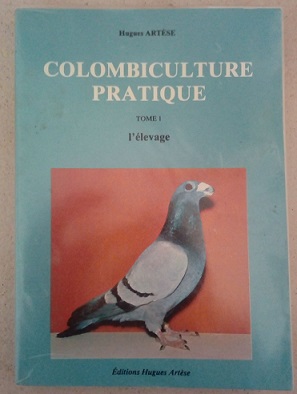 Hugues ARTÈSE
COLOMBICULTURE
PRATIQUE
TOME I
l'élevage
Éditions Hugues Artèse